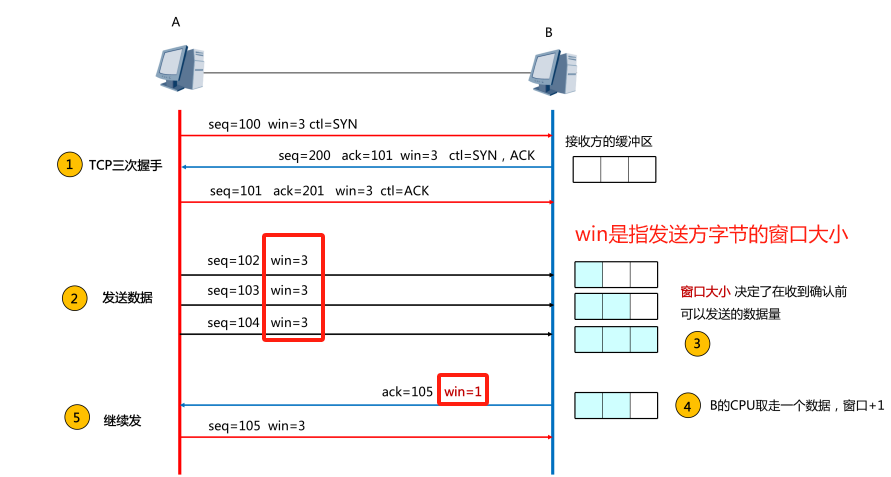 A
B
seq=100 win=3 ctl=SYN
接收方的缓冲区
seq=200 ack=101 win=3 ctl=SYN，ACK
1 TCP三次握手
seq=101 ack=201 win=3 ctl=ACK
win是指发送方字节的窗口大小
seq=102 win=3
2 发送数据
seq=103 win=3
窗口大小 决定了在收到确认前
可以发送的数据量
seq=104 win=3
3
ack=105 win=1
4 B的CPU取走一个数据，窗口+1
5 继续发
seq=105 win=3